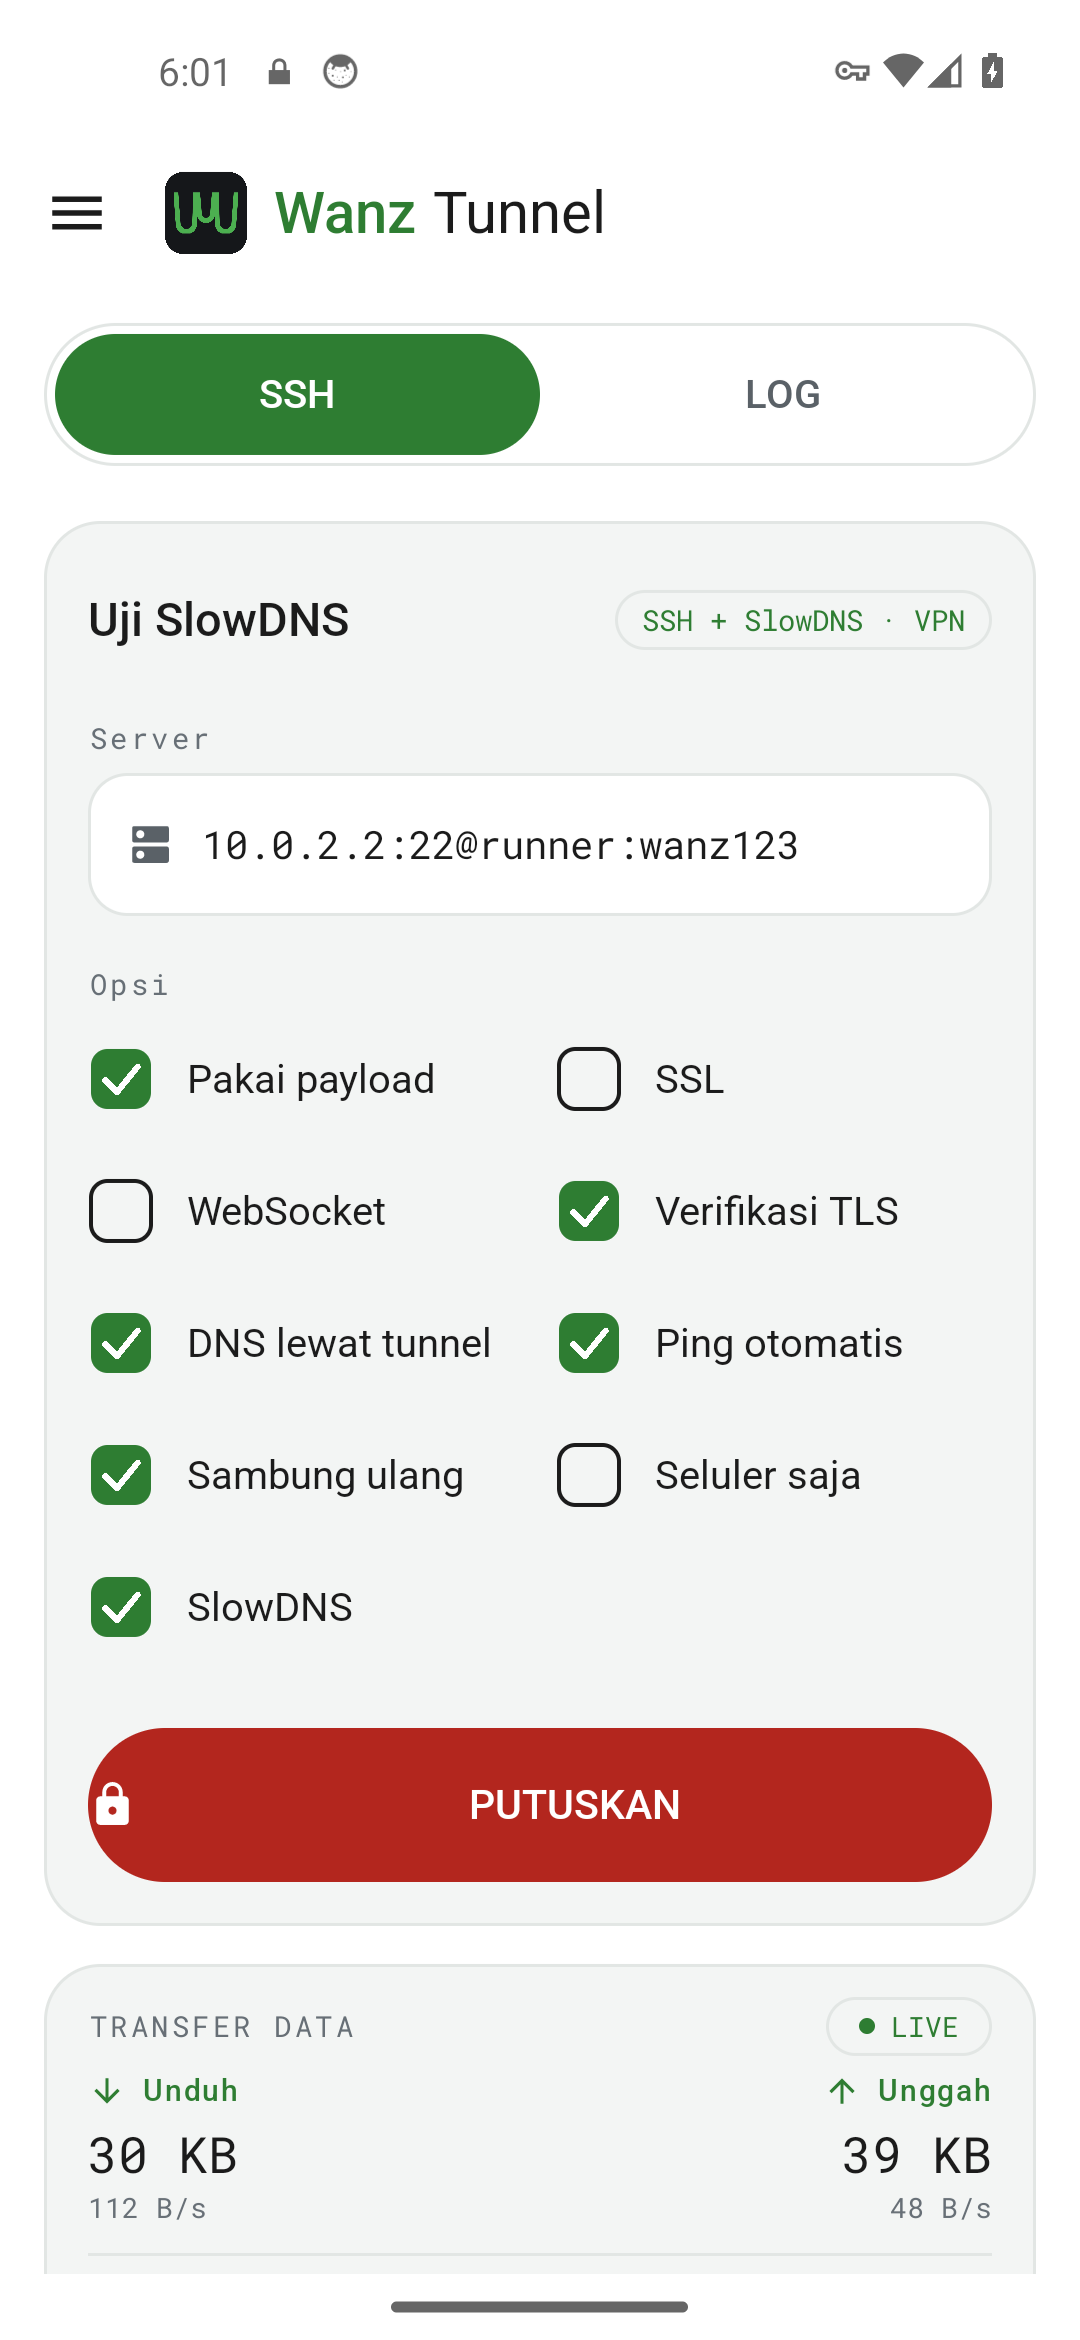 6:01
Wanz Tunnel
SSH
LOG
Uji SlowDNS
SSH + SlowDNS · VPN
Server
10.0.2.2:22@runner:wanz123
Opsi
Pakai payload
SSL
WebSocket
Verifikasi TLS
DNS lewat tunnel
Ping otomatis
Sambung ulang
Seluler saja
SlowDNS
PUTUSKAN
TRANSFER DATA
LIVE
Unduh
Unggah
30 KB
39 KB
112 B/s
48 B/s